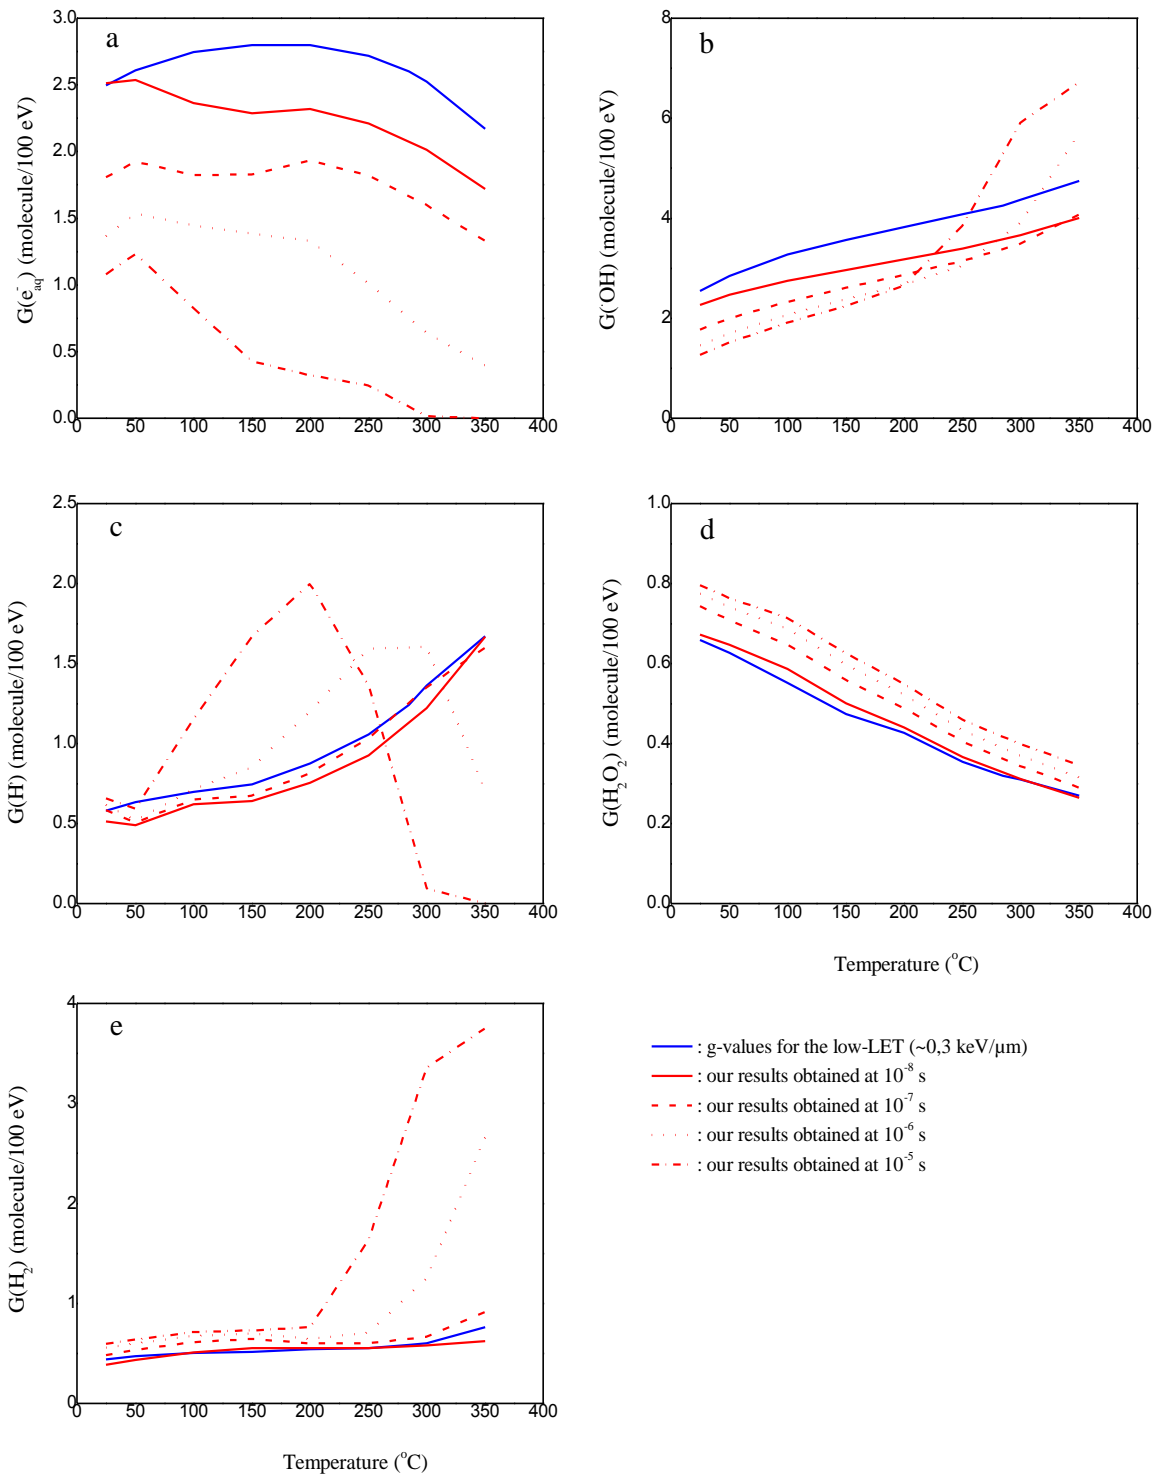 a
3.0
2.5
2.0
1.5
1.0
0.5
0.0
0 50 100 150 200 250 300 350 400
G(e⁻aq) (molecule/100 eV)
b
8
6
4
2
0
0 50 100 150 200 250 300 350 400
G(˙OH) (molecule/100 eV)
c
2.5
2.0
1.5
1.0
0.5
0.0
0 50 100 150 200 250 300 350 400
G(H˙) (molecule/100 eV)
d
1.0
0.8
0.6
0.4
0.2
0.0
0 50 100 150 200 250 300 350 400
G(H₂O₂) (molecule/100 eV)
Temperature (°C)
e
4
3
2
1
0
0 50 100 150 200 250 300 350 400
G(H₂) (molecule/100 eV)
Temperature (°C)
: g-values for the low-LET (~0,3 keV/µm)
: our results obtained at 10⁻⁸ s
: our results obtained at 10⁻⁷ s
: our results obtained at 10⁻⁶ s
: our results obtained at 10⁻⁵ s